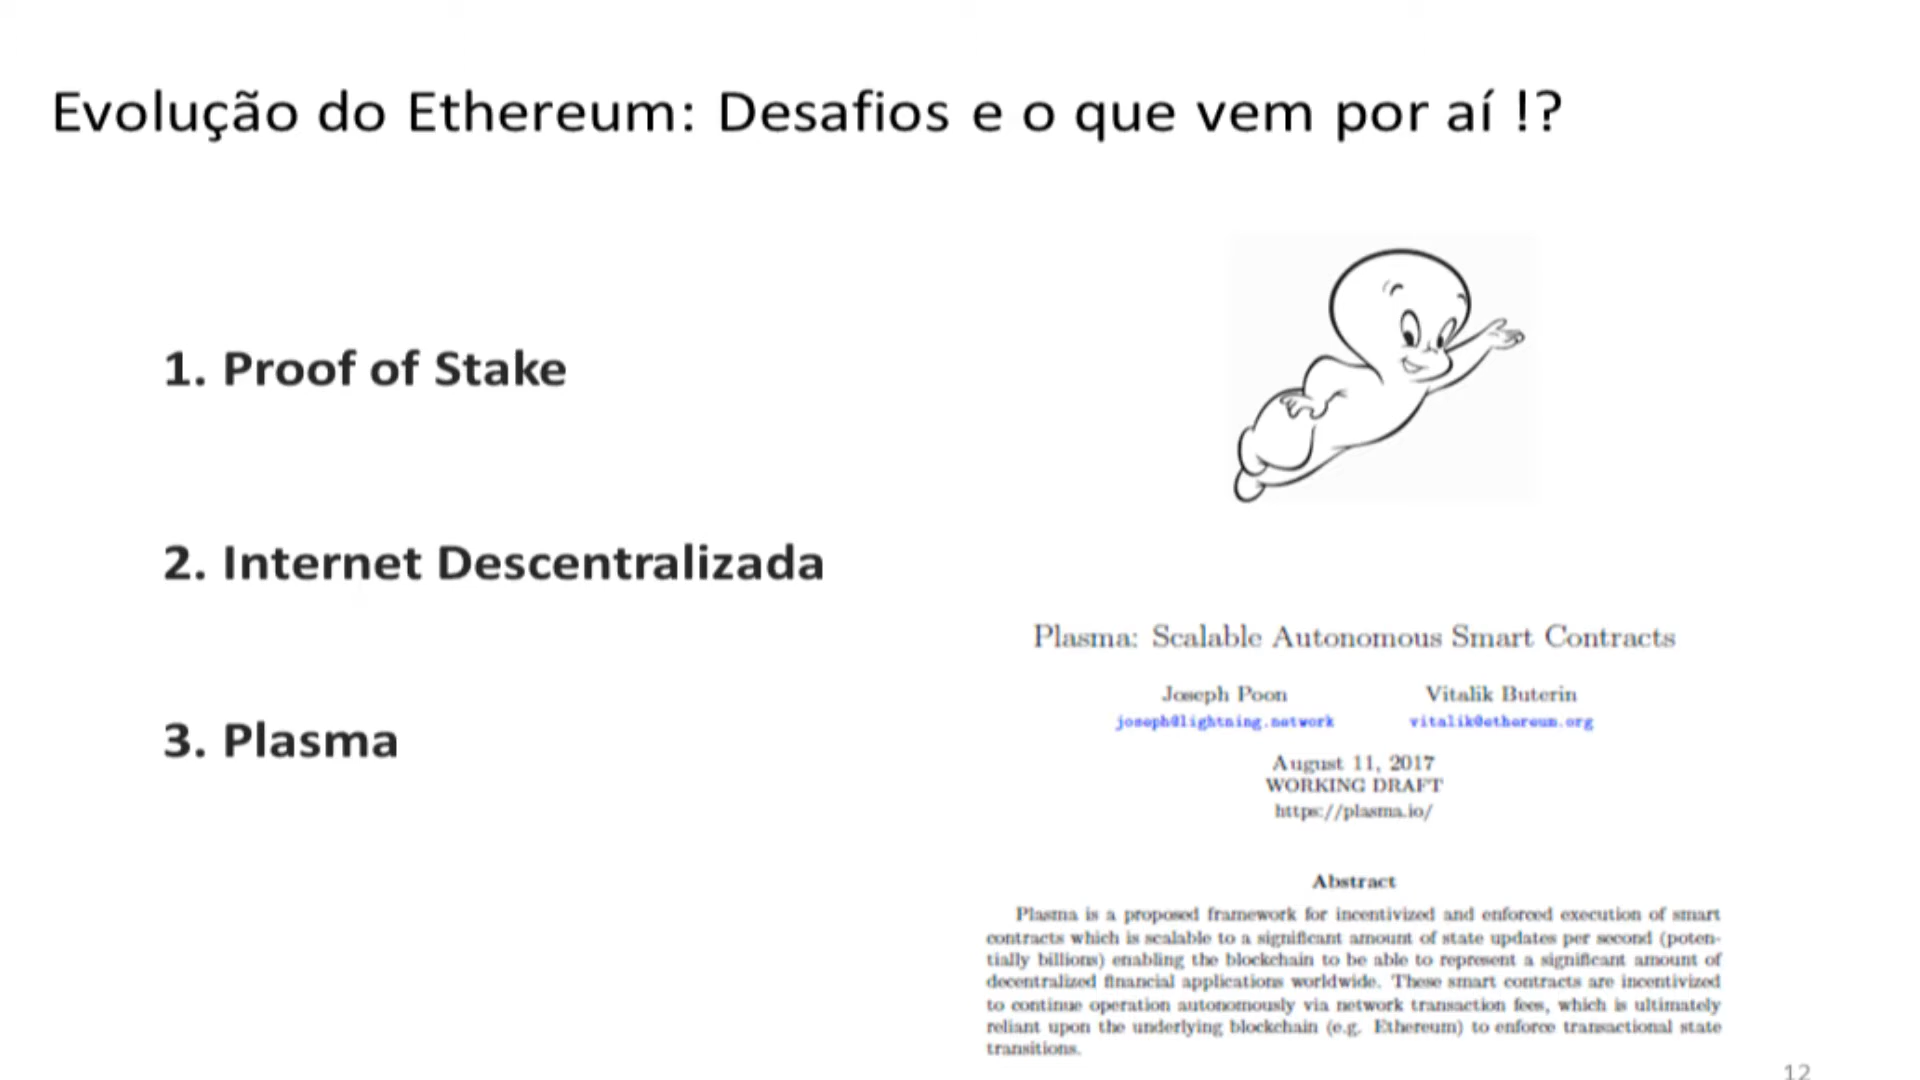 Evolução do Ethereum: Desafios e o que vem por aí !?
1. Proof of Stake
2. Internet Descentralizada
3. Plasma
Plasma: Scalable Autonomous Smart Contracts
Joseph Poon
Vitalik Buterin
joseph@lightning.network
vitalik@ethereum.org
August 11, 2017
WORKING DRAFT
https://plasma.io/
Abstract
Plasma is a proposed framework for incentivized and enforced execution of smart
contracts which is scalable to a significant amount of state updates per second (poten-
tially billions) enabling the blockchain to be able to represent a significant amount of
decentralized financial applications worldwide. These smart contracts are incentivized
to continue operation autonomously via network transaction fees, which is ultimately
reliant upon the underlying blockchain (e.g. Ethereum) to enforce transactional state
transitions.
12